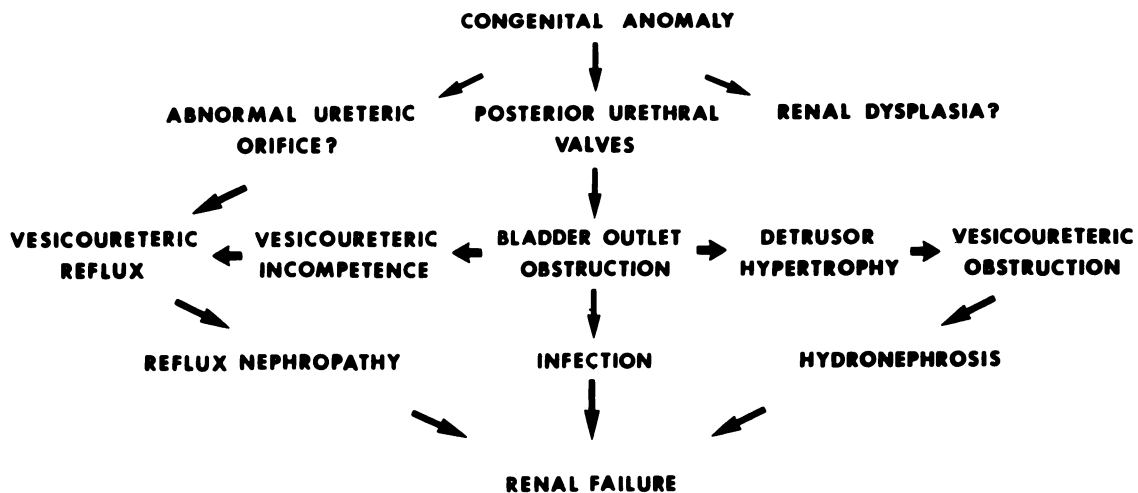 CONGENITAL ANOMALY
ABNORMAL URETERIC
ORIFICE?
POSTERIOR URETHRAL
VALVES
RENAL DYSPLASIA?
VESICOURETERIC
REFLUX
VESICOURETERIC
INCOMPETENCE
BLADDER OUTLET
OBSTRUCTION
DETRUSOR
HYPERTROPHY
VESICOURETERIC
OBSTRUCTION
REFLUX NEPHROPATHY
INFECTION
HYDRONEPHROSIS
RENAL FAILURE